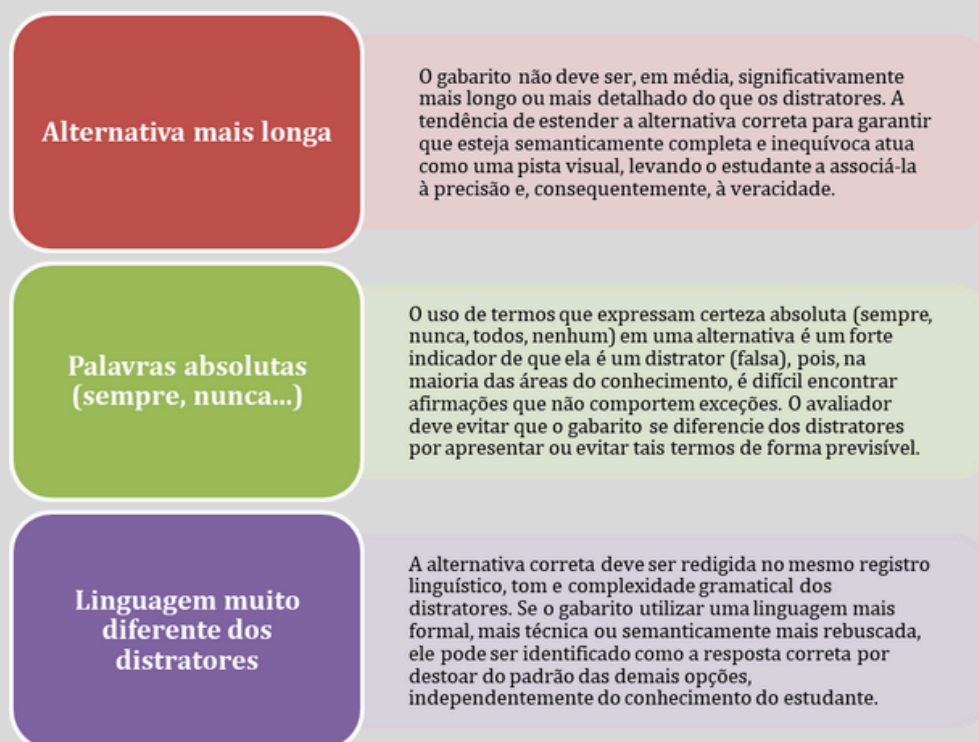 Alternativa mais longa
O gabarito não deve ser, em média, significativamente
mais longo ou mais detalhado do que os distratores. A
tendência de estender a alternativa correta para garantir
que esteja semanticamente completa e inequívoca atua
como uma pista visual, levando o estudante a associá-la
à precisão e, consequentemente, à veracidade.
Palavras absolutas
(sempre, nunca...)
O uso de termos que expressam certeza absoluta (sempre,
nunca, todos, nenhum) em uma alternativa é um forte
indicador de que ela é um distrator (falsa), pois, na
maioria das áreas do conhecimento, é difícil encontrar
afirmações que não comportem exceções. O avaliador
deve evitar que o gabarito se diferencie dos distratores
por apresentar ou evitar tais termos de forma previsível.
Linguagem muito
diferente dos
distratores
A alternativa correta deve ser redigida no mesmo registro
linguístico, tom e complexidade gramatical dos
distratores. Se o gabarito utilizar uma linguagem mais
formal, mais técnica ou semanticamente mais rebuscada,
ele pode ser identificado como a resposta correta por
destoar do padrão das demais opções,
independentemente do conhecimento do estudante.